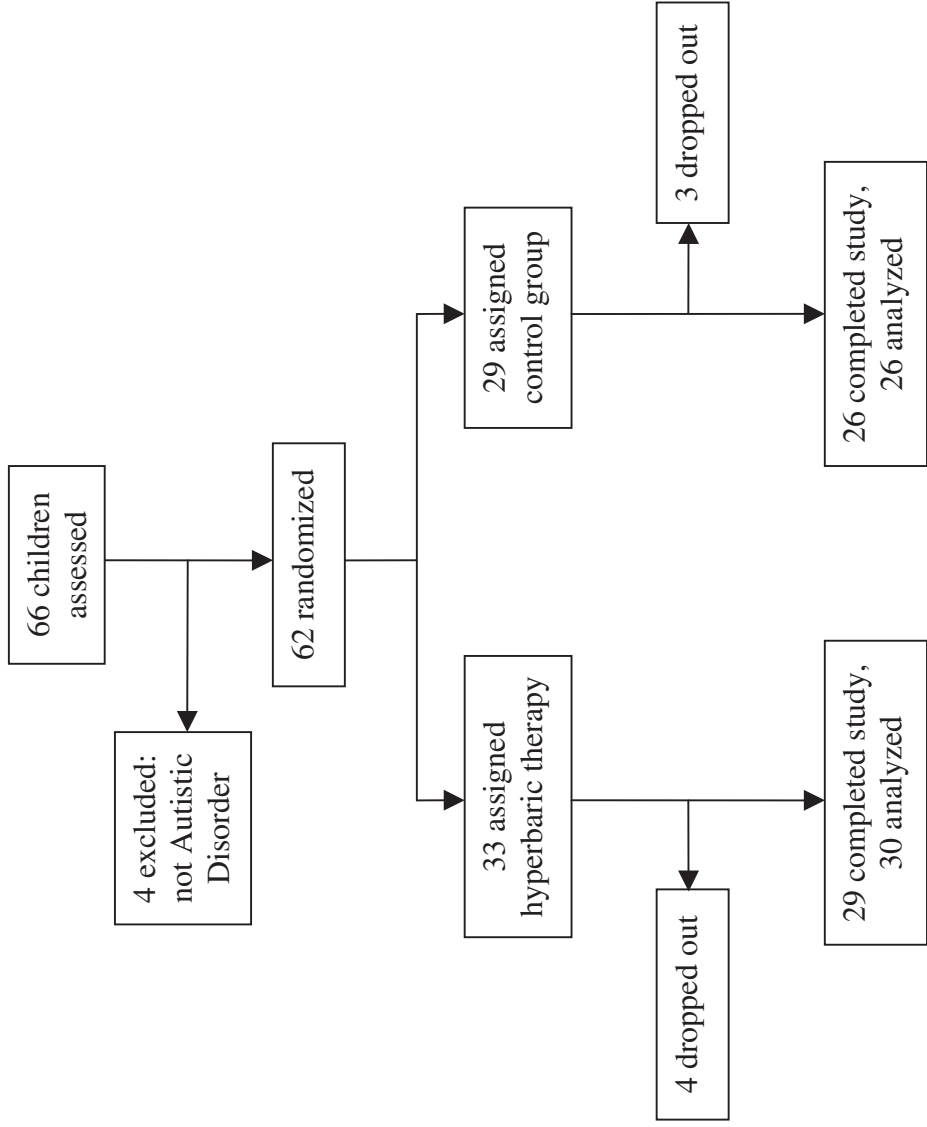 66 children
assessed
4 excluded:
not Autistic
Disorder
62 randomized
33 assigned
hyperbaric therapy
29 assigned
control group
4 dropped out
3 dropped out
29 completed study,
30 analyzed
26 completed study,
26 analyzed